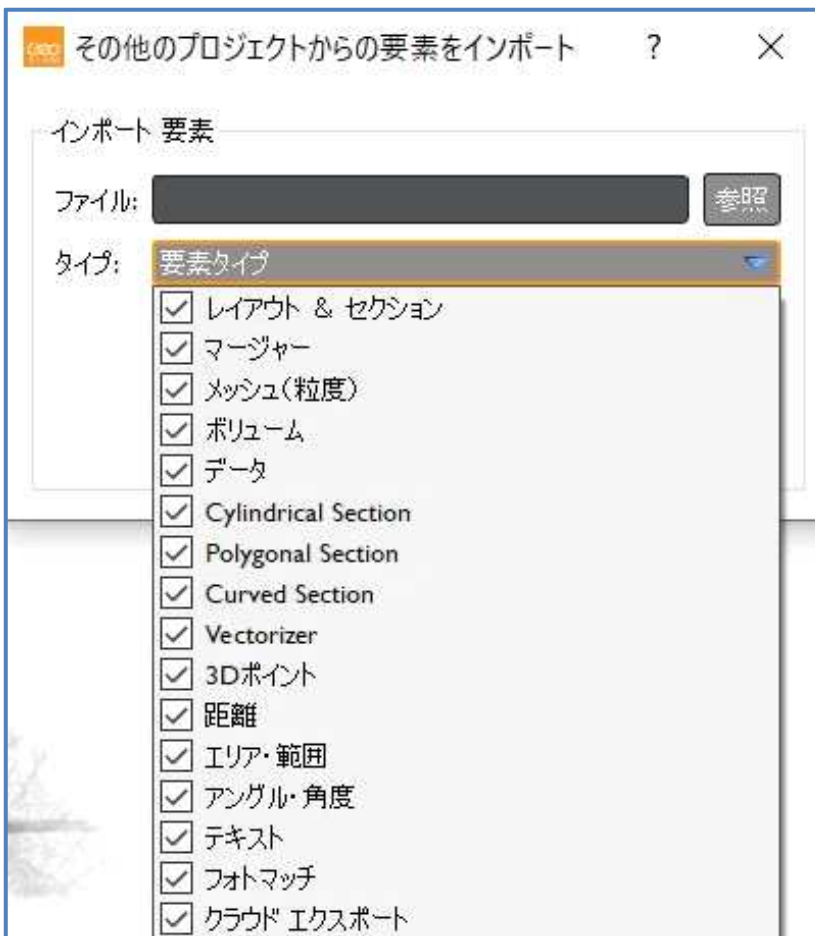 その他のプロジェクトからの要素をインポート ? ×
インポート 要素
ファイル: 参照
タイプ: 要素タイプ
レイアウト & セクション
マージャー
メッシュ(粒度)
ボリューム
データ
Cylindrical Section
Polygonal Section
Curved Section
Vectorizer
3Dポイント
距離
エリア・範囲
アングル・角度
テキスト
フォトマッチ
クラウド エクスポート